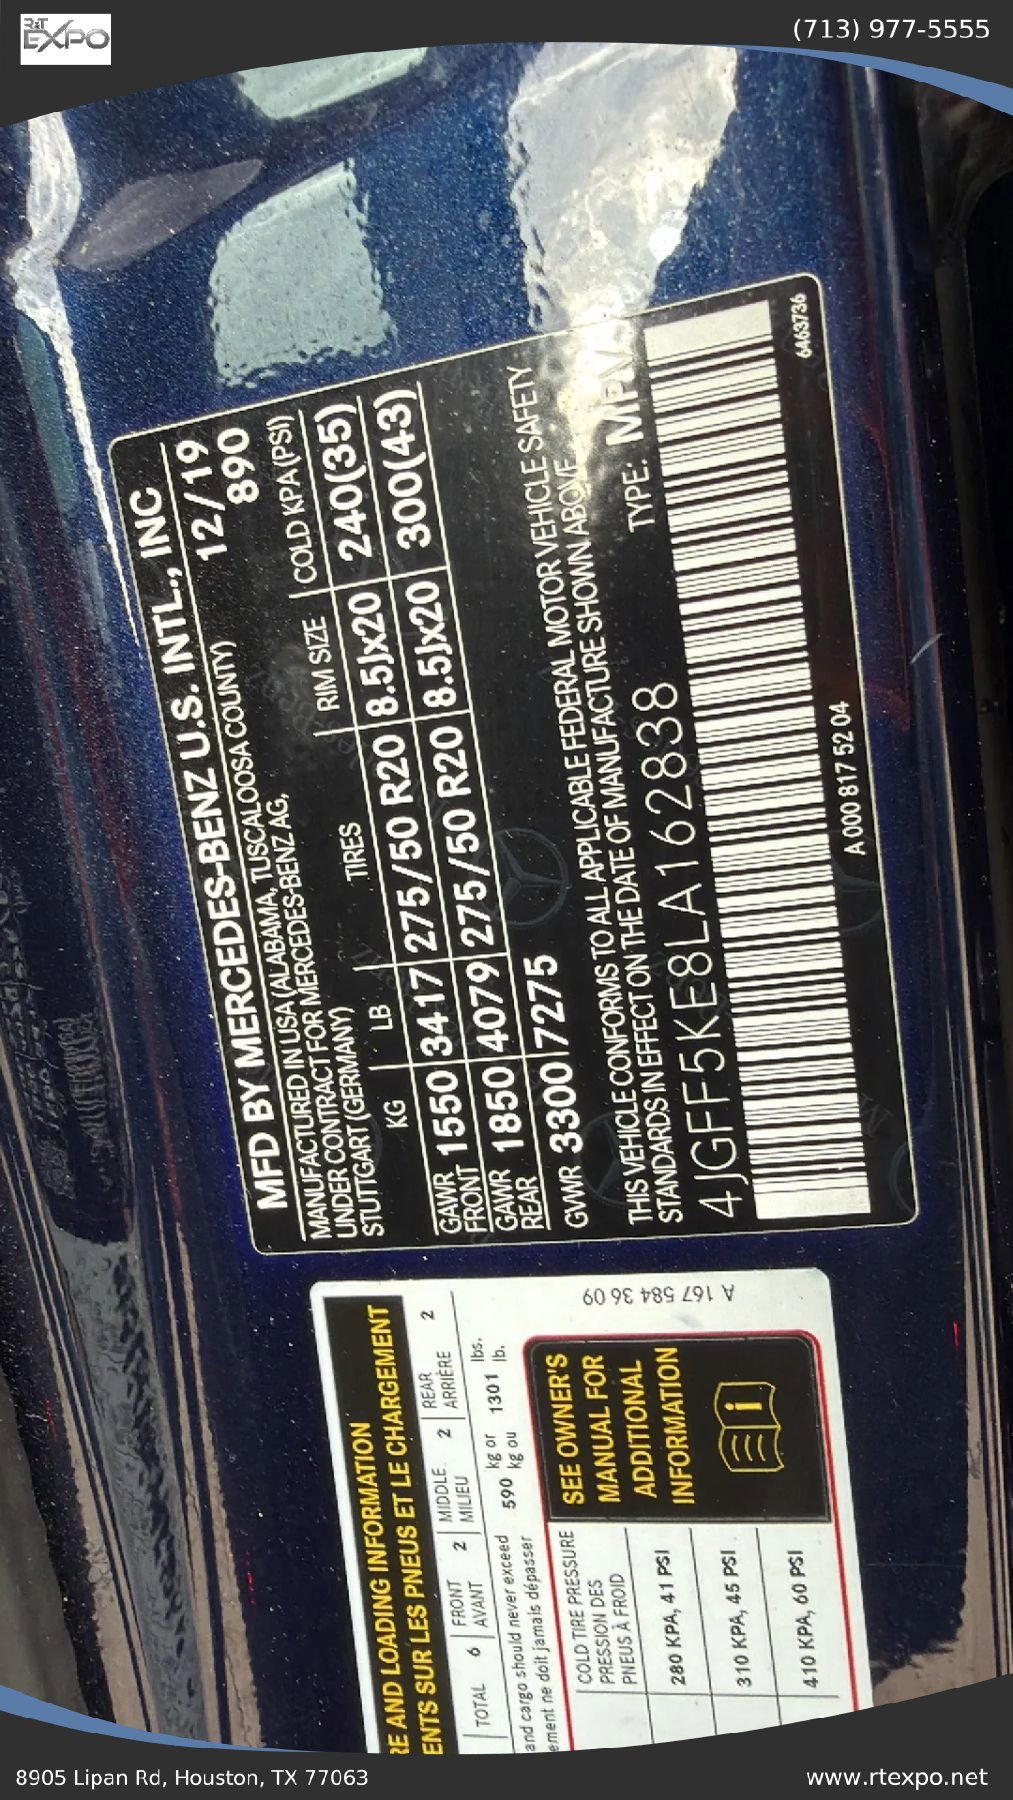 R&T
EXPO
(713) 977-5555
MFD BY MERCEDES-BENZ U.S. INTL., INC
MANUFACTURED IN USA (ALABAMA, TUSCALOOSA COUNTY) 12/19
UNDER CONTRACT FOR MERCEDES-BENZ AG, 890
STUTTGART (GERMANY)
KG LB TIRES RIM SIZE COLD KPA (PSI)
GAWR FRONT 1550 3417 275/50 R20 8.5Jx20 240(35)
GAWR REAR 1850 4079 275/50 R20 8.5Jx20 300(43)
GVWR 3300 7275
THIS VEHICLE CONFORMS TO ALL APPLICABLE FEDERAL MOTOR VEHICLE SAFETY
STANDARDS IN EFFECT ON THE DATE OF MANUFACTURE SHOWN ABOVE.
4JGFF5KE8LA162838 TYPE: MPV
A 000 817 52 04 6463736
AND LOADING INFORMATION
SUR LES PNEUS ET LE CHARGEMENT
TOTAL 6 FRONT 2 MIDDLE 2 REAR 2
AVANT MILIEU ARRIÈRE
and cargo should never exceed 590 kg or 1301 lbs.
ne doit jamais dépasser kg ou lb.
COLD TIRE PRESSURE
PRESSION DES
PNEUS À FROID
280 KPA, 41 PSI
310 KPA, 45 PSI
410 KPA, 60 PSI
SEE OWNER'S
MANUAL FOR
ADDITIONAL
INFORMATION
A 167 584 36 09
8905 Lipan Rd, Houston, TX 77063
www.rtexpo.net